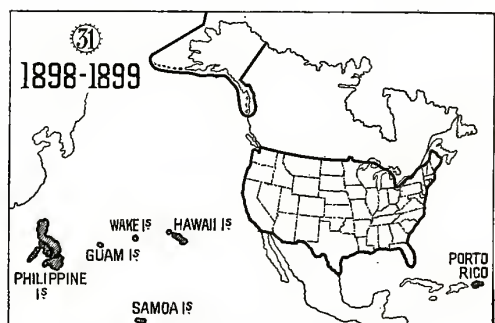 31
1898-1899
WAKE IS
HAWAII IS
GUAM IS
PHILIPPINE
IS
SAMOA IS
PORTO
RICO